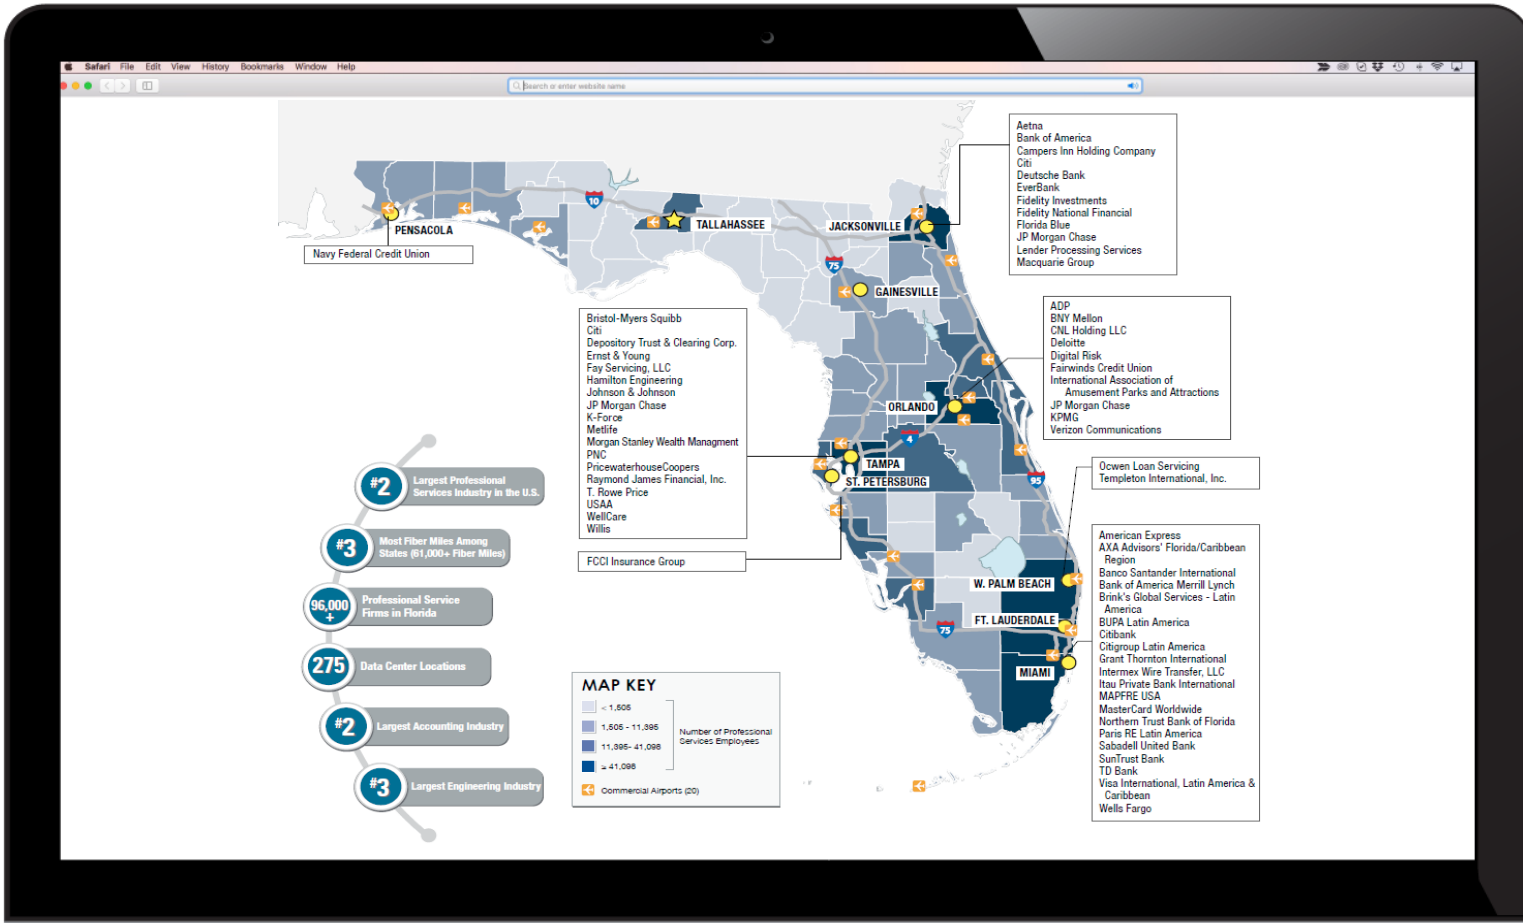 Safari File Edit View History Bookmarks Window Help
Search or enter website name
Aetna
Bank of America
Campers Inn Holding Company
Citi
Deutsche Bank
EverBank
Fidelity Investments
Fidelity National Financial
Florida Blue
JP Morgan Chase
Lender Processing Services
Macquarie Group
10
PENSACOLA
TALLAHASSEE
JACKSONVILLE
Navy Federal Credit Union
75
GAINESVILLE
ADP
BNY Mellon
CNL Holding LLC
Deloitte
Digital Risk
Fairwinds Credit Union
International Association of
Amusement Parks and Attractions
JP Morgan Chase
KPMG
Verizon Communications
Bristol-Myers Squibb
Citi
Depository Trust & Clearing Corp.
Ernst & Young
Fay Servicing, LLC
Hamilton Engineering
Johnson & Johnson
JP Morgan Chase
K-Force
Metlife
Morgan Stanley Wealth Managment
PNC
PricewaterhouseCoopers
Raymond James Financial, Inc.
T. Rowe Price
USAA
WellCare
Willis
ORLANDO
4
TAMPA
ST. PETERSBURG
95
Ocwen Loan Servicing
Templeton International, Inc.
FCCI Insurance Group
W. PALM BEACH
FT. LAUDERDALE
75
MIAMI
American Express
AXA Advisors' Florida/Caribbean
Region
Banco Santander International
Bank of America Merrill Lynch
Brink's Global Services - Latin
America
BUPA Latin America
Citibank
Citigroup Latin America
Grant Thornton International
Intermex Wire Transfer, LLC
Itau Private Bank International
MAPFRE USA
MasterCard Worldwide
Northern Trust Bank of Florida
Paris RE Latin America
Sabadell United Bank
SunTrust Bank
TD Bank
Visa International, Latin America &
Caribbean
Wells Fargo
#2
Largest Professional
Services Industry in the U.S.
#3
Most Fiber Miles Among
States (61,000+ Fiber Miles)
96,000
+
Professional Service
Firms in Florida
275
Data Center Locations
#2
Largest Accounting Industry
#3
Largest Engineering Industry
MAP KEY
< 1,505
1,505 - 11,395
11,395- 41,098
≥ 41,098
Number of Professional
Services Employees
Commercial Airports (20)